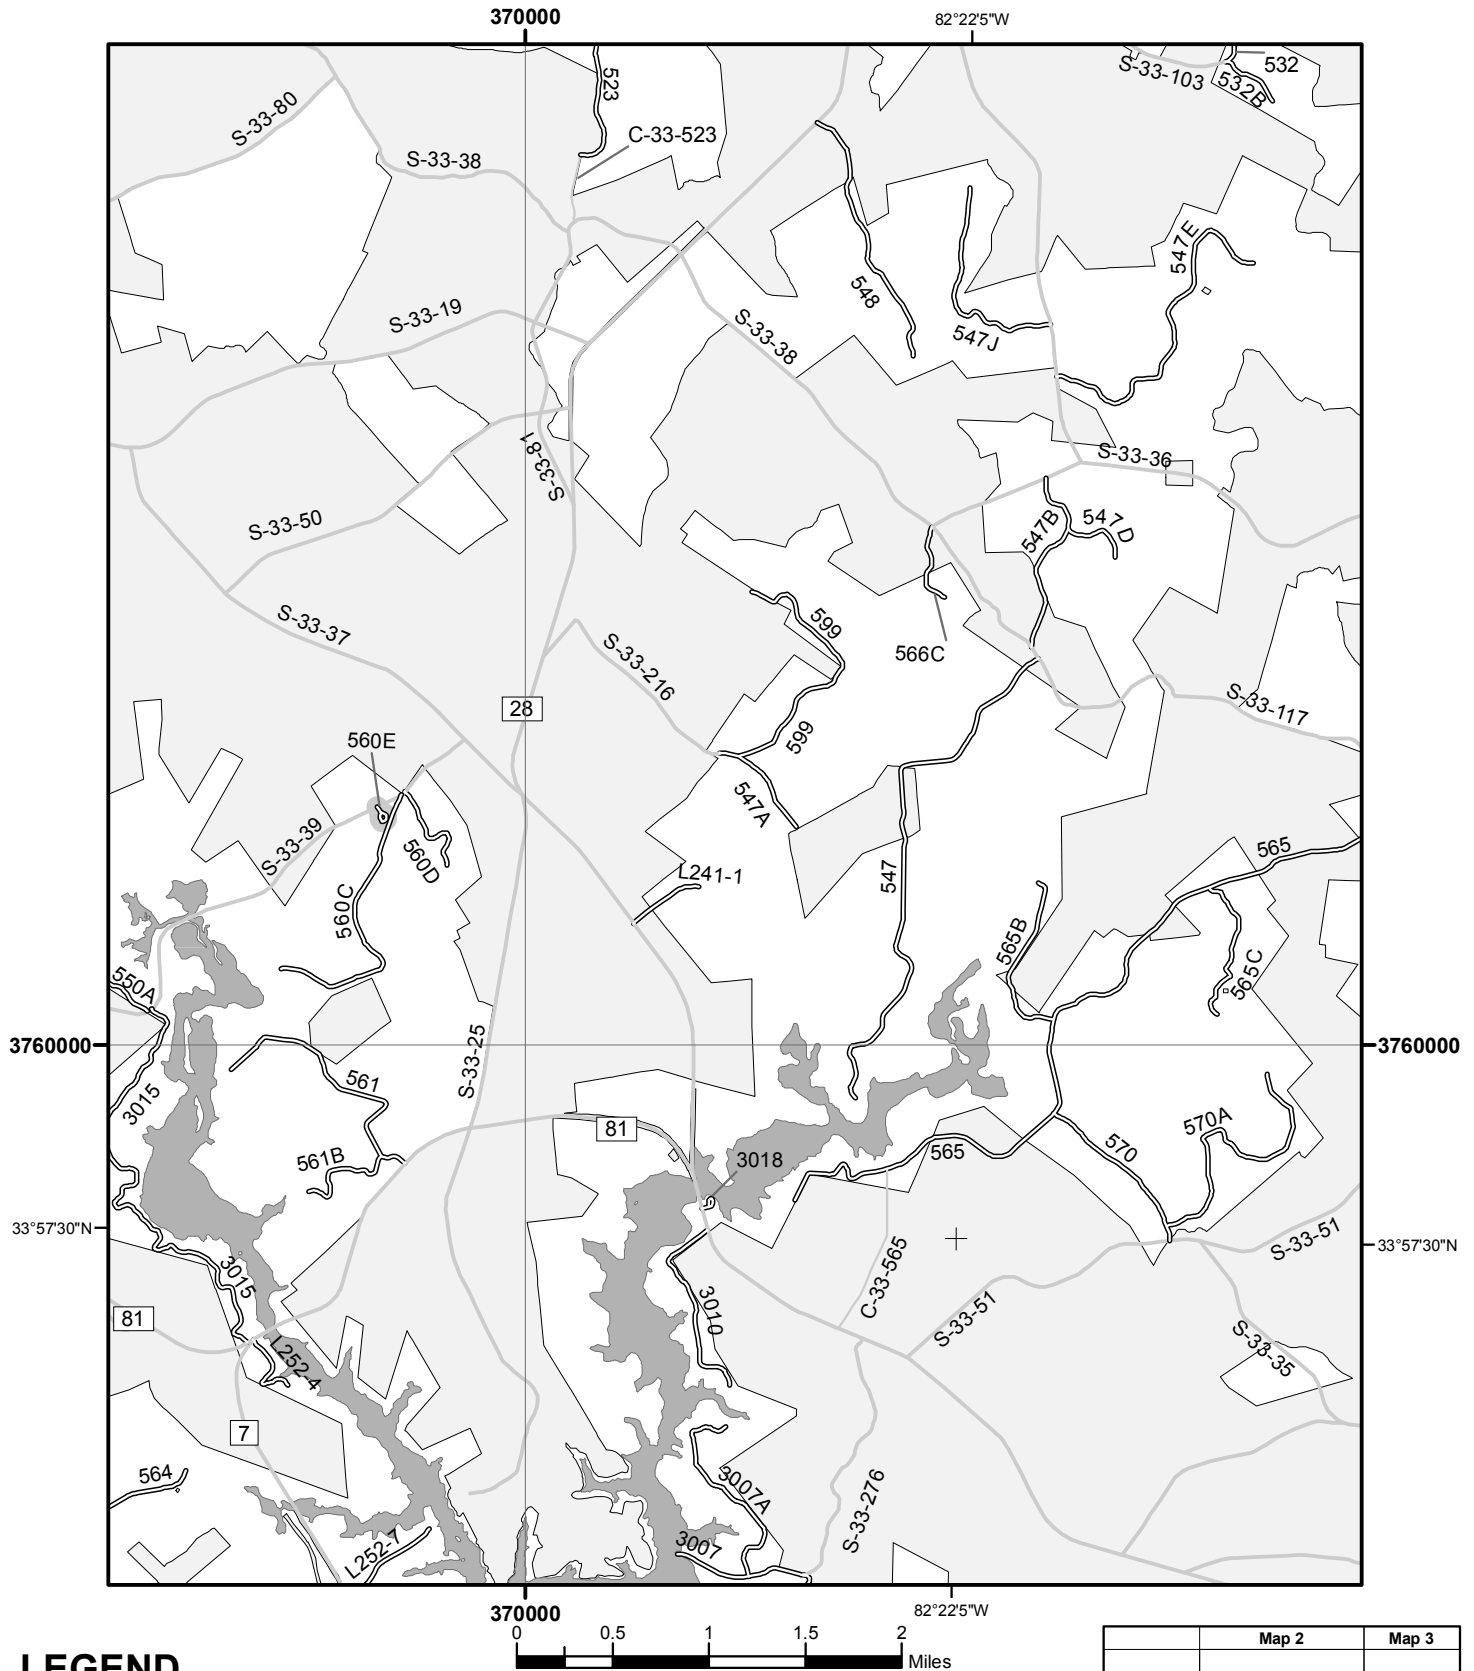 370000
82°22'5"W
S-33-103
532
532B
523
S-33-80
C-33-523
S-33-38
547E
548
S-33-19
S-33-38
547J
S-33-81
S-33-36
S-33-50
547B
547D
S-33-37
599
566C
S-33-216
S-33-117
28
599
560E
547A
S-33-39
560D
565
L241-1
547
560C
565B
565C
550A
3760000
3760000
S-33-25
561
3015
81
570A
570
565
561B
3018
33°57'30"N
33°57'30"N
S-33-51
3015
C-33-565
3010
81
S-33-51
S-33-35
L252-4
7
564
3007A
S-33-276
L252-7
3007
370000
82°22'5"W
0 0.5 1 1.5 2
Miles
Map 2 Map 3
LEGEND